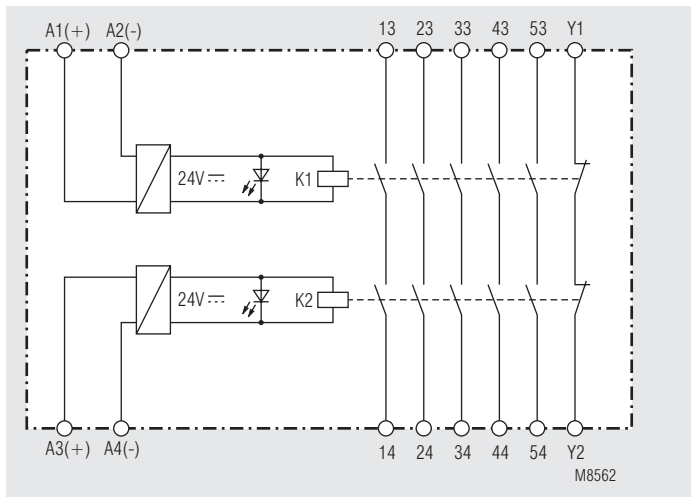 A1(+) A2(-) 13 23 33 43 53 Y1
24V K1
24V K2
A3(+) A4(-) 14 24 34 44 54 Y2
M8562